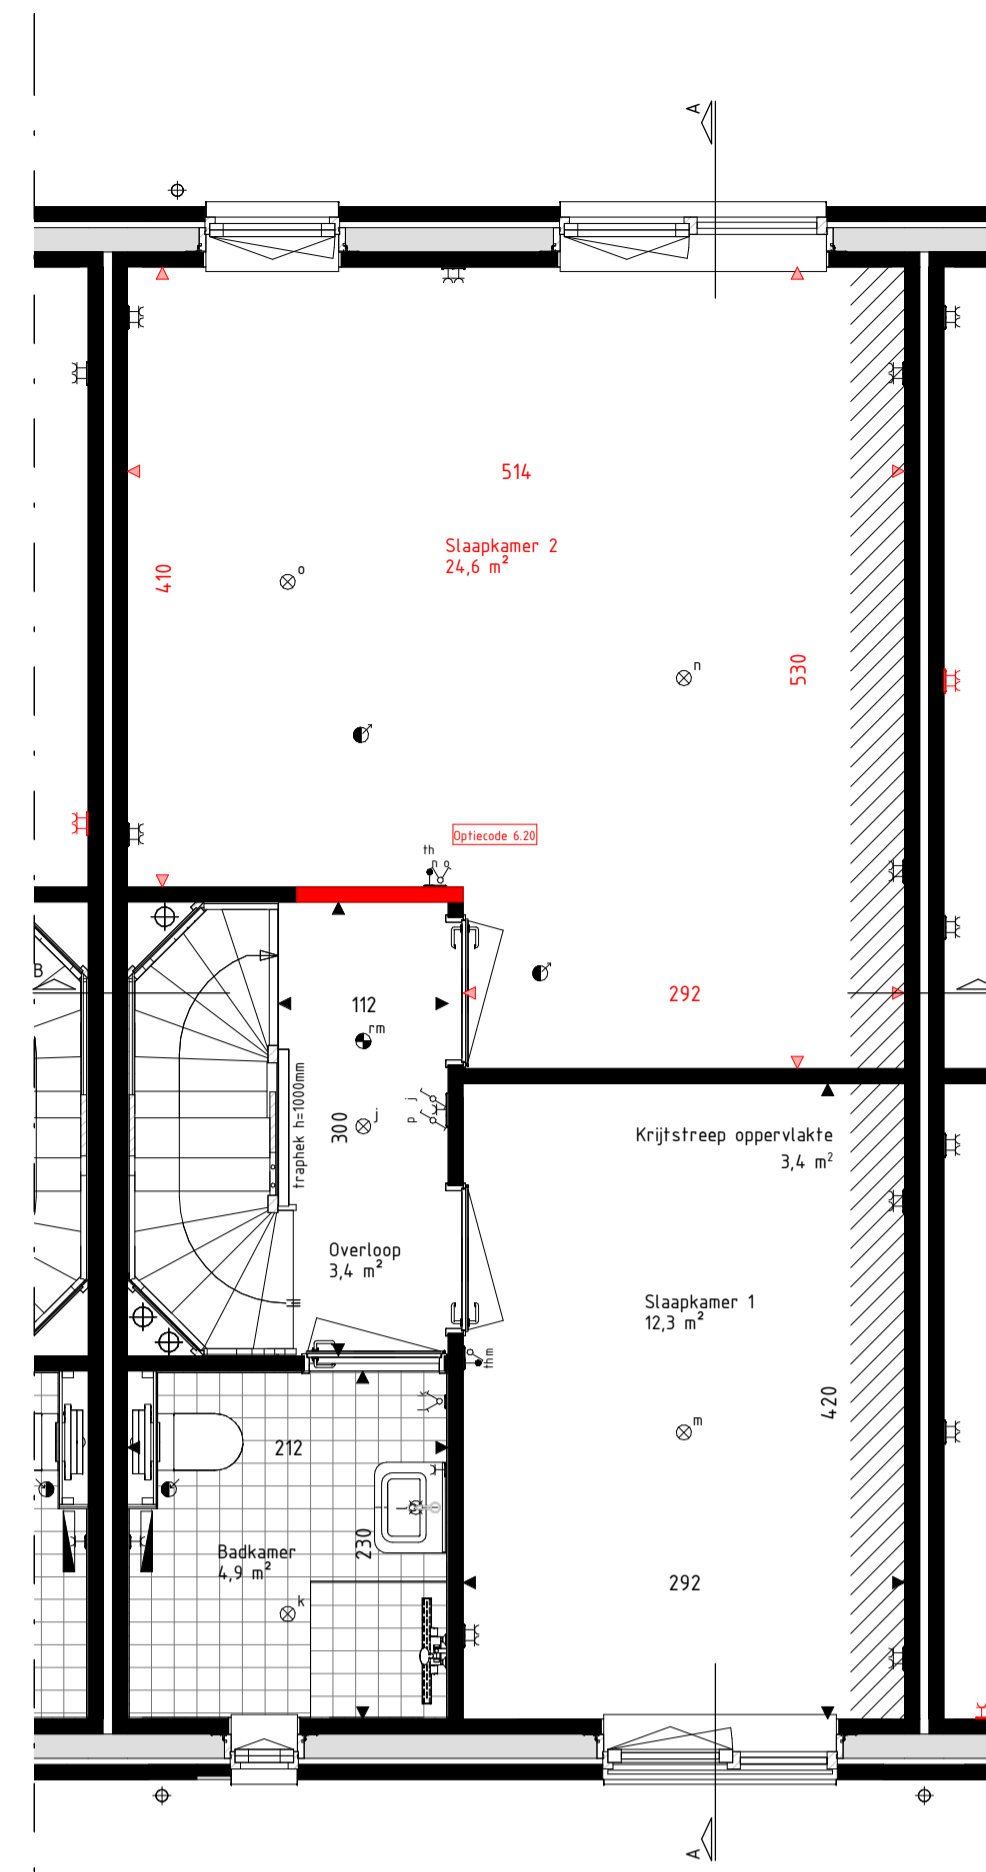 A
514
Slaapkamer 2
24,6 m²
410
o
530
n
Optiecode 6.20
th
n o
B
112
292
rm
300
j
p j
traphek h=1000mm
Krijtstreep oppervlakte
3,4 m²
Overloop
3,4 m²
Slaapkamer 1
12,3 m²
thm
420
212
m
230
Badkamer
4,9 m²
292
k
A